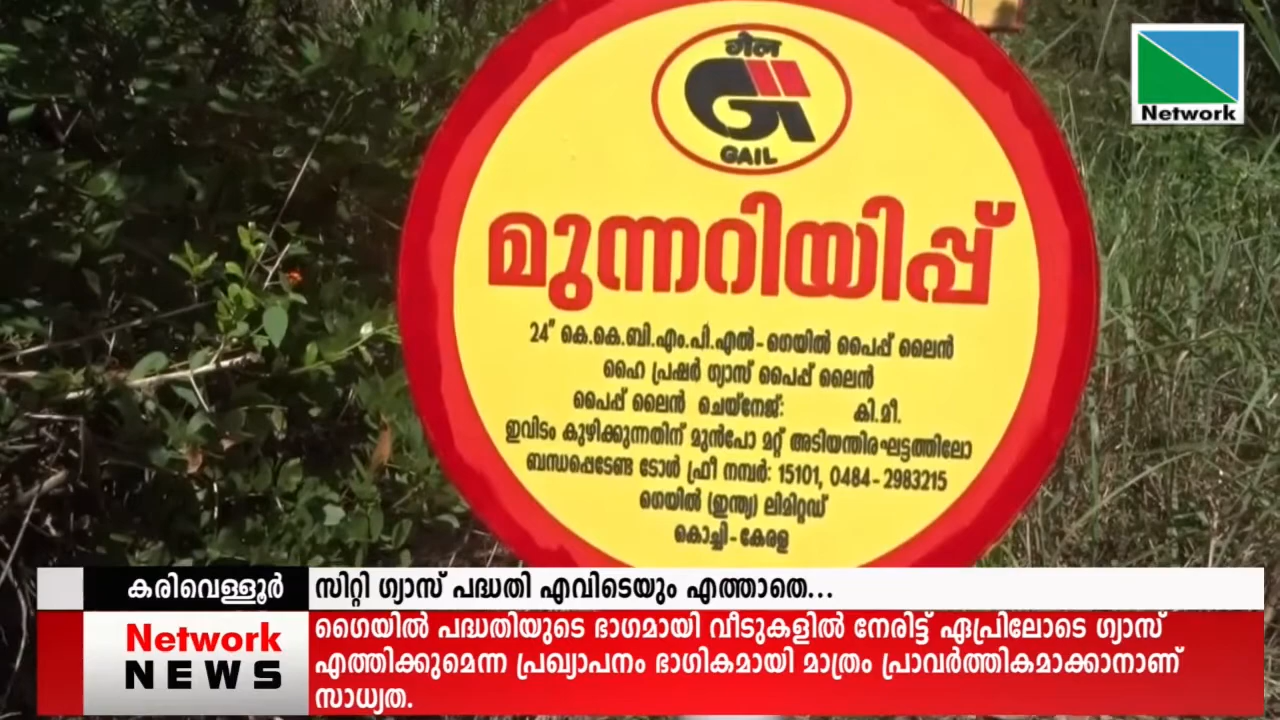 Network
गेल
GAIL
മുന്നറിയിപ്പ്
24" കെ.കെ.ബി.എം.പി.എൽ-ഗെയിൽ പൈപ്പ് ലൈൻ
ഹൈ പ്രഷർ ഗ്യാസ് പൈപ്പ് ലൈൻ
പൈപ്പ് ലൈൻ ചെയ്നേജ്: കി.മീ.
ഇവിടം കുഴിക്കുന്നതിന് മുൻപോ മറ്റ് അടിയന്തിരഘട്ടത്തിലോ
ബന്ധപ്പെടേണ്ട ടോൾ ഫ്രീ നമ്പർ: 15101, 0484-2983215
ഗെയിൽ (ഇന്ത്യ) ലിമിറ്റഡ്
കൊച്ചി-കേരള
കരിവെള്ളൂർ സിറ്റി ഗ്യാസ് പദ്ധതി എവിടെയും എത്താതെ...
Network NEWS
ഗൈയിൽ പദ്ധതിയുടെ ഭാഗമായി വീടുകളിൽ നേരിട്ട് ഏപ്രിലോടെ ഗ്യാസ്
എത്തിക്കുമെന്ന പ്രഖ്യാപനം ഭാഗികമായി മാത്രം പ്രാവർത്തികമാക്കാനാണ്
സാധ്യത.